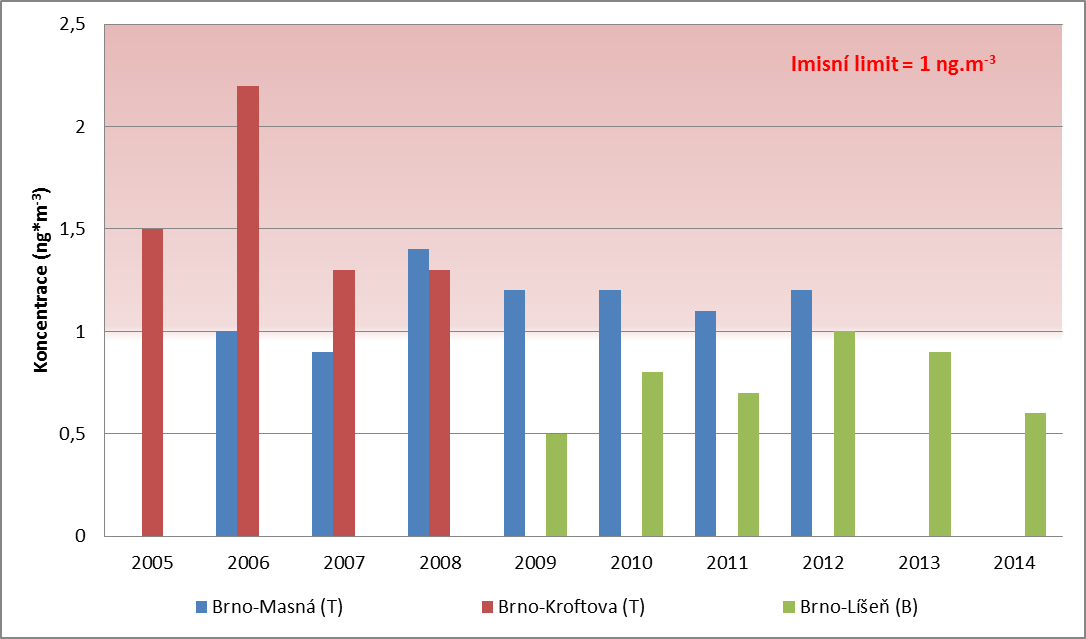 2,5
2
1,5
1
0,5
0
Koncentrace (ng*m-3)
Imisní limit = 1 ng.m-3
2005 2006 2007 2008 2009 2010 2011 2012 2013 2014
Brno-Masná (T) Brno-Kroftova (T) Brno-Líšeň (B)